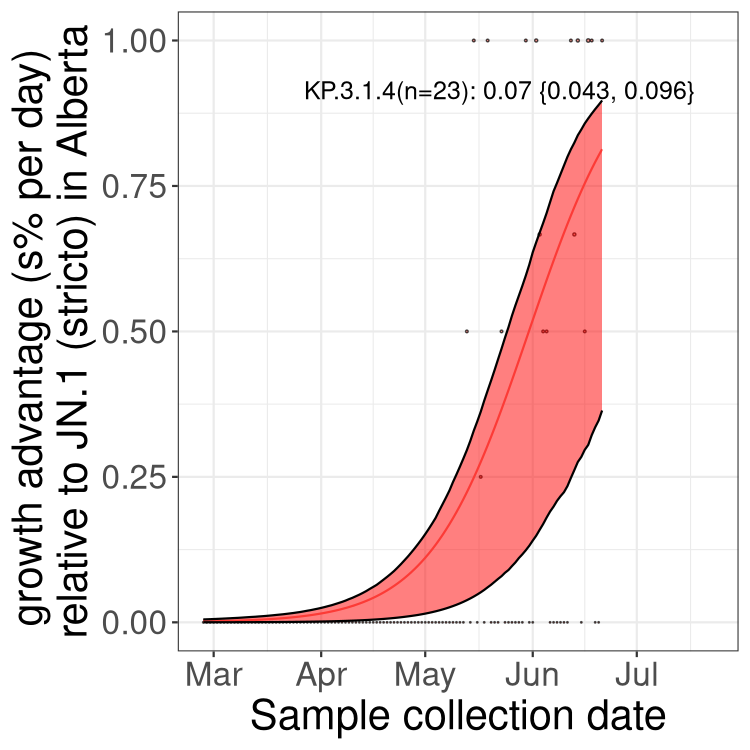 growth advantage (s% per day)
relative to JN.1 (stricto) in Alberta
1.00
0.75
0.50
0.25
0.00
KP.3.1.4(n=23): 0.07 {0.043, 0.096}
Mar Apr May Jun Jul
Sample collection date